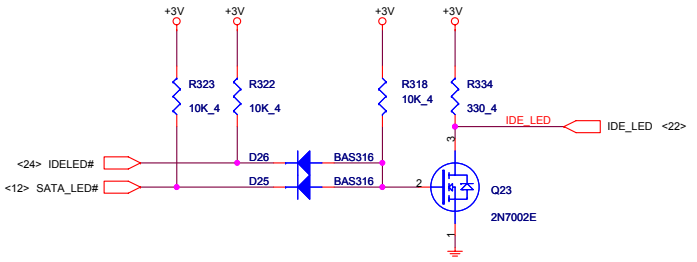 +3V +3V +3V +3V
R323 R322 R318 R334
10K_4 10K_4 10K_4 330_4
IDE_LED IDE_LED <22>
3
<24> IDELED# D26 BAS316
<12> SATA_LED# D25 BAS316 2 Q23
2N7002E
1